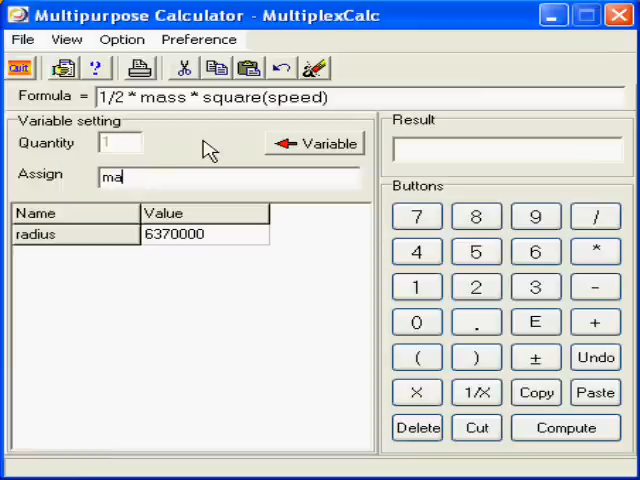 Multipurpose Calculator - MultiplexCalc
File View Option Preference
Quit ?
Formula = 1/2 * mass * square(speed)
Variable setting
Quantity 1 Variable
Assign ma
Name Value
radius 6370000
Result
Buttons
7 8 9 /
4 5 6 *
1 2 3 -
0 . E +
( ) ± Undo
X 1/X Copy Paste
Delete Cut Compute